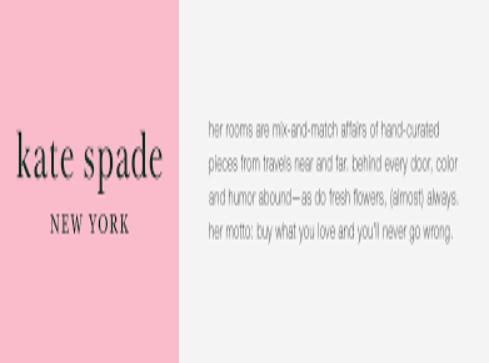 kate spade
NEW YORK
her rooms are mix-and-match affairs of hand-curated
pieces from travels near and far. behind every door, color
and humor abound—as do fresh flowers, (almost) always.
her motto: buy what you love and you'll never go wrong.